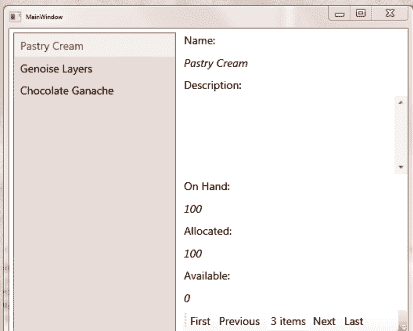 MainWindow
Pastry Cream
Genoise Layers
Chocolate Ganache
Name:
Pastry Cream
Description:
On Hand:
100
Allocated:
100
Available:
0
First Previous 3 items Next Last